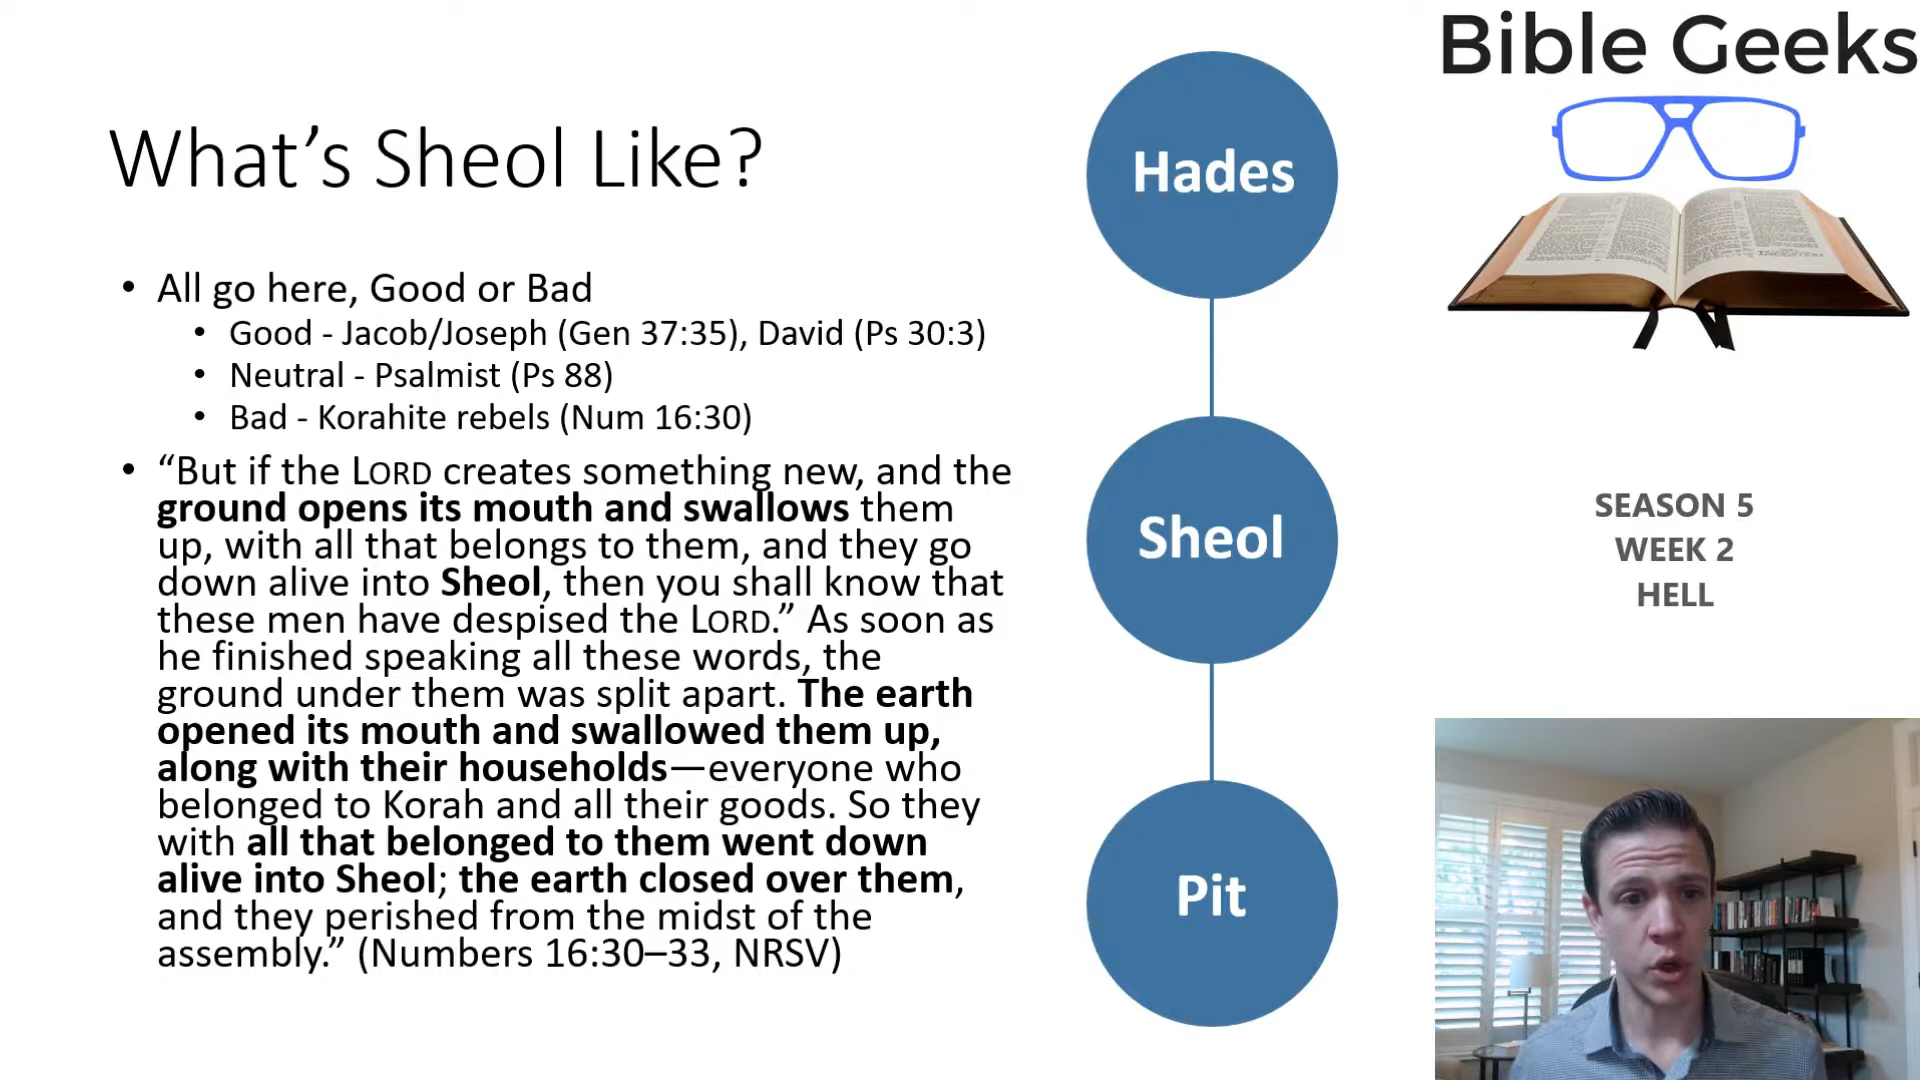 What’s Sheol Like?
• All go here, Good or Bad
• Good - Jacob/Joseph (Gen 37:35), David (Ps 30:3)
• Neutral - Psalmist (Ps 88)
• Bad - Korahite rebels (Num 16:30)
• “But if the LORD creates something new, and the
ground opens its mouth and swallows them
up, with all that belongs to them, and they go
down alive into Sheol, then you shall know that
these men have despised the LORD.” As soon as
he finished speaking all these words, the
ground under them was split apart. The earth
opened its mouth and swallowed them up,
along with their households—everyone who
belonged to Korah and all their goods. So they
with all that belonged to them went down
alive into Sheol; the earth closed over them,
and they perished from the midst of the
assembly.” (Numbers 16:30–33, NRSV)
Hades
Sheol
Pit
Bible Geeks
SEASON 5
WEEK 2
HELL